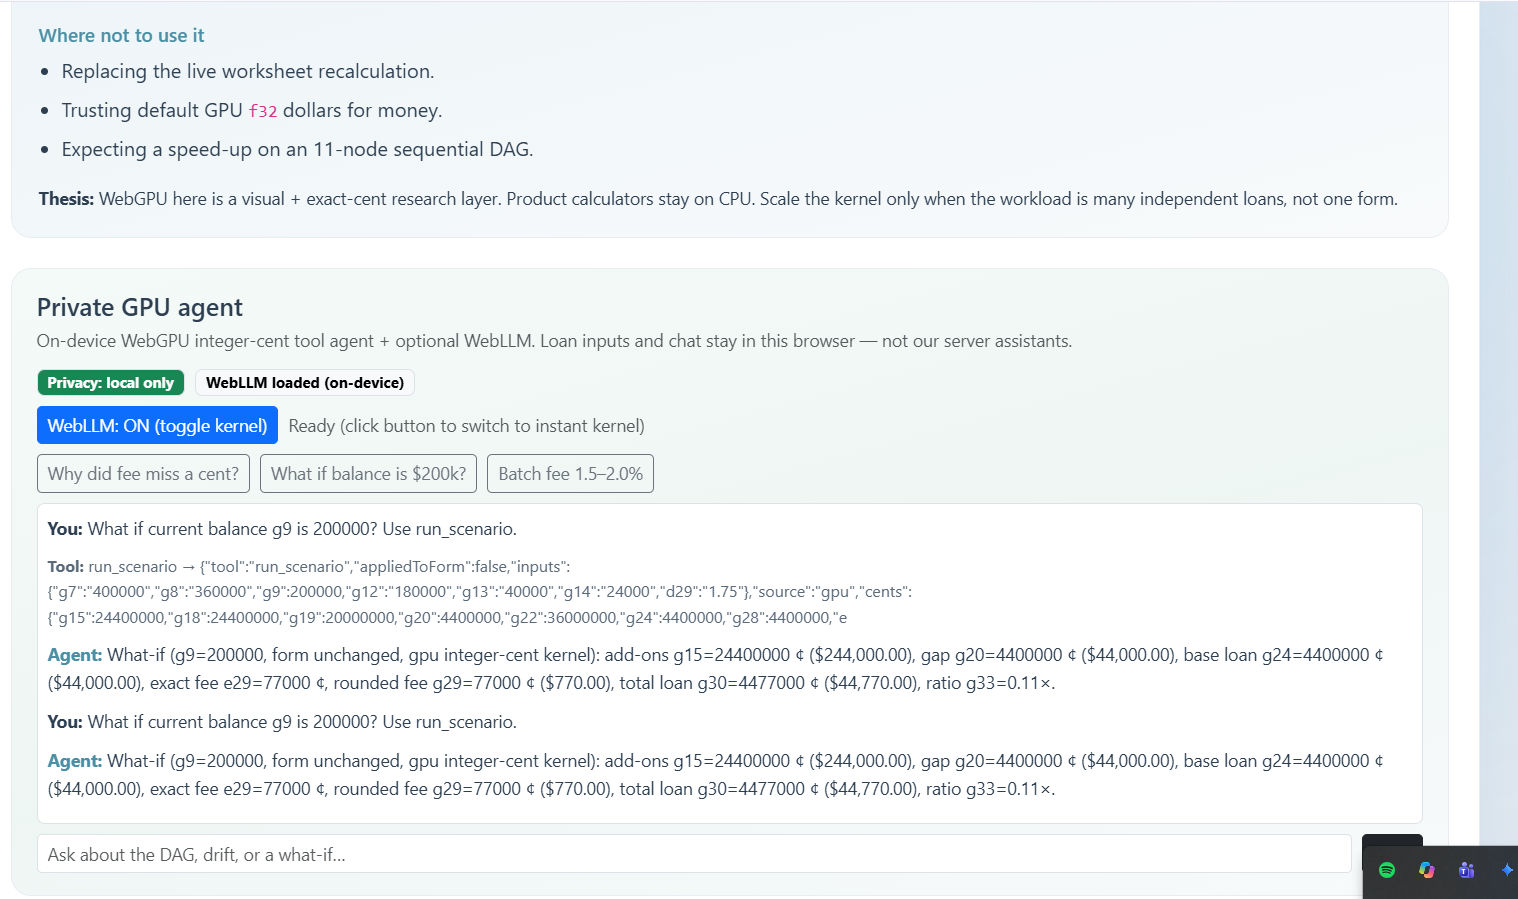 Where not to use it
• Replacing the live worksheet recalculation.
• Trusting default GPU f32 dollars for money.
• Expecting a speed-up on an 11-node sequential DAG.
Thesis: WebGPU here is a visual + exact-cent research layer. Product calculators stay on CPU. Scale the kernel only when the workload is many independent loans, not one form.
Private GPU agent
On-device WebGPU integer-cent tool agent + optional WebLLM. Loan inputs and chat stay in this browser — not our server assistants.
Privacy: local only WebLLM loaded (on-device)
WebLLM: ON (toggle kernel) Ready (click button to switch to instant kernel)
Why did fee miss a cent? What if balance is $200k? Batch fee 1.5–2.0%
You: What if current balance g9 is 200000? Use run_scenario.
Tool: run_scenario → {"tool":"run_scenario","appliedToForm":false,"inputs":
{"g7":"400000","g8":"360000","g9":200000,"g12":"180000","g13":"40000","g14":"24000","d29":"1.75"},"source":"gpu","cents":
{"g15":24400000,"g18":24400000,"g19":20000000,"g20":4400000,"g22":36000000,"g24":4400000,"g28":4400000,"e
Agent: What-if (g9=200000, form unchanged, gpu integer-cent kernel): add-ons g15=24400000 ¢ ($244,000.00), gap g20=4400000 ¢ ($44,000.00), base loan g24=4400000 ¢
($44,000.00), exact fee e29=77000 ¢, rounded fee g29=77000 ¢ ($770.00), total loan g30=4477000 ¢ ($44,770.00), ratio g33=0.11×.
You: What if current balance g9 is 200000? Use run_scenario.
Agent: What-if (g9=200000, form unchanged, gpu integer-cent kernel): add-ons g15=24400000 ¢ ($244,000.00), gap g20=4400000 ¢ ($44,000.00), base loan g24=4400000 ¢
($44,000.00), exact fee e29=77000 ¢, rounded fee g29=77000 ¢ ($770.00), total loan g30=4477000 ¢ ($44,770.00), ratio g33=0.11×.
Ask about the DAG, drift, or a what-if...